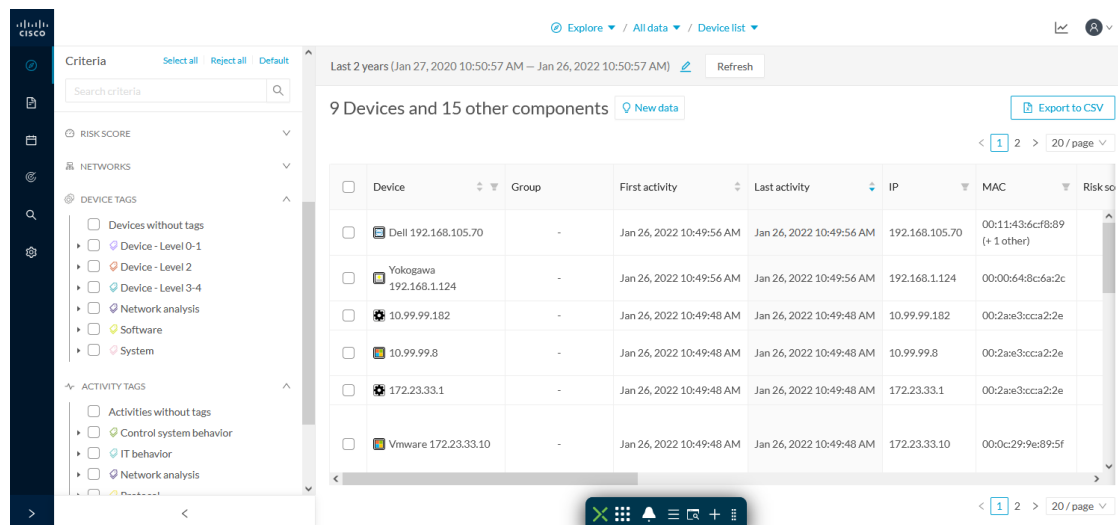 CISCO
Explore / All data / Device list
Criteria
Select all
Reject all
Default
Search criteria
RISK SCORE
NETWORKS
DEVICE TAGS
Devices without tags
Device - Level 0-1
Device - Level 2
Device - Level 3-4
Network analysis
Software
System
ACTIVITY TAGS
Activities without tags
Control system behavior
IT behavior
Network analysis
Protocol
Last 2 years (Jan 27, 2020 10:50:57 AM — Jan 26, 2022 10:50:57 AM)
Refresh
9 Devices and 15 other components
New data
Export to CSV
< 1 2 > 20 / page
Device Group First activity Last activity IP MAC Risk sc
Dell 192.168.105.70 - Jan 26, 2022 10:49:56 AM Jan 26, 2022 10:49:56 AM 192.168.105.70 00:11:43:6c:f8:89
(+ 1 other)
Yokogawa
192.168.1.124 - Jan 26, 2022 10:49:56 AM Jan 26, 2022 10:49:56 AM 192.168.1.124 00:00:64:8c:6a:2c
10.99.99.182 - Jan 26, 2022 10:49:48 AM Jan 26, 2022 10:49:48 AM 10.99.99.182 00:2a:e3:cc:a2:2e
10.99.99.8 - Jan 26, 2022 10:49:48 AM Jan 26, 2022 10:49:48 AM 10.99.99.8 00:2a:e3:cc:a2:2e
172.23.33.1 - Jan 26, 2022 10:49:48 AM Jan 26, 2022 10:49:48 AM 172.23.33.1 00:2a:e3:cc:a2:2e
Vmware 172.23.33.10 - Jan 26, 2022 10:49:48 AM Jan 26, 2022 10:49:48 AM 172.23.33.10 00:0c:29:9e:89:5f
< 1 2 > 20 / page